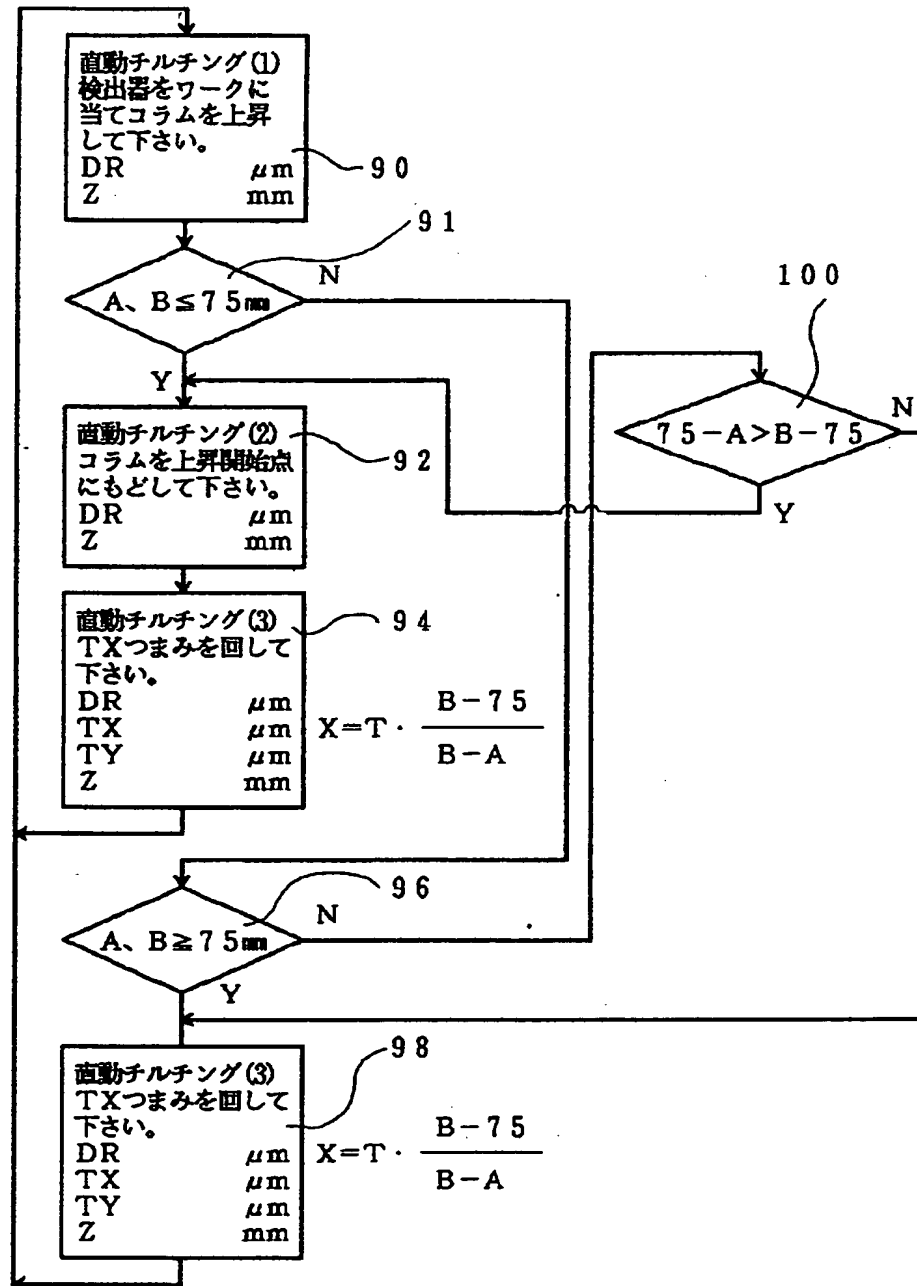 直動チルチング(1)
検出器をワークに
当てコラムを上昇
して下さい。
DR μm
Z mm
90
91
A、B≦75mm
N
Y
100
75-A>B-75
N
Y
直動チルチング(2)
コラムを上昇開始点
にもどして下さい。
DR μm
Z mm
92
直動チルチング(3)
TXつまみを回して
下さい。
DR μm
TX μm
TY μm
Z mm
94
X=T・
B-75
B-A
96
A、B≧75mm
N
Y
直動チルチング(3)
TXつまみを回して
下さい。
DR μm
TX μm
TY μm
Z mm
98
X=T・
B-75
B-A